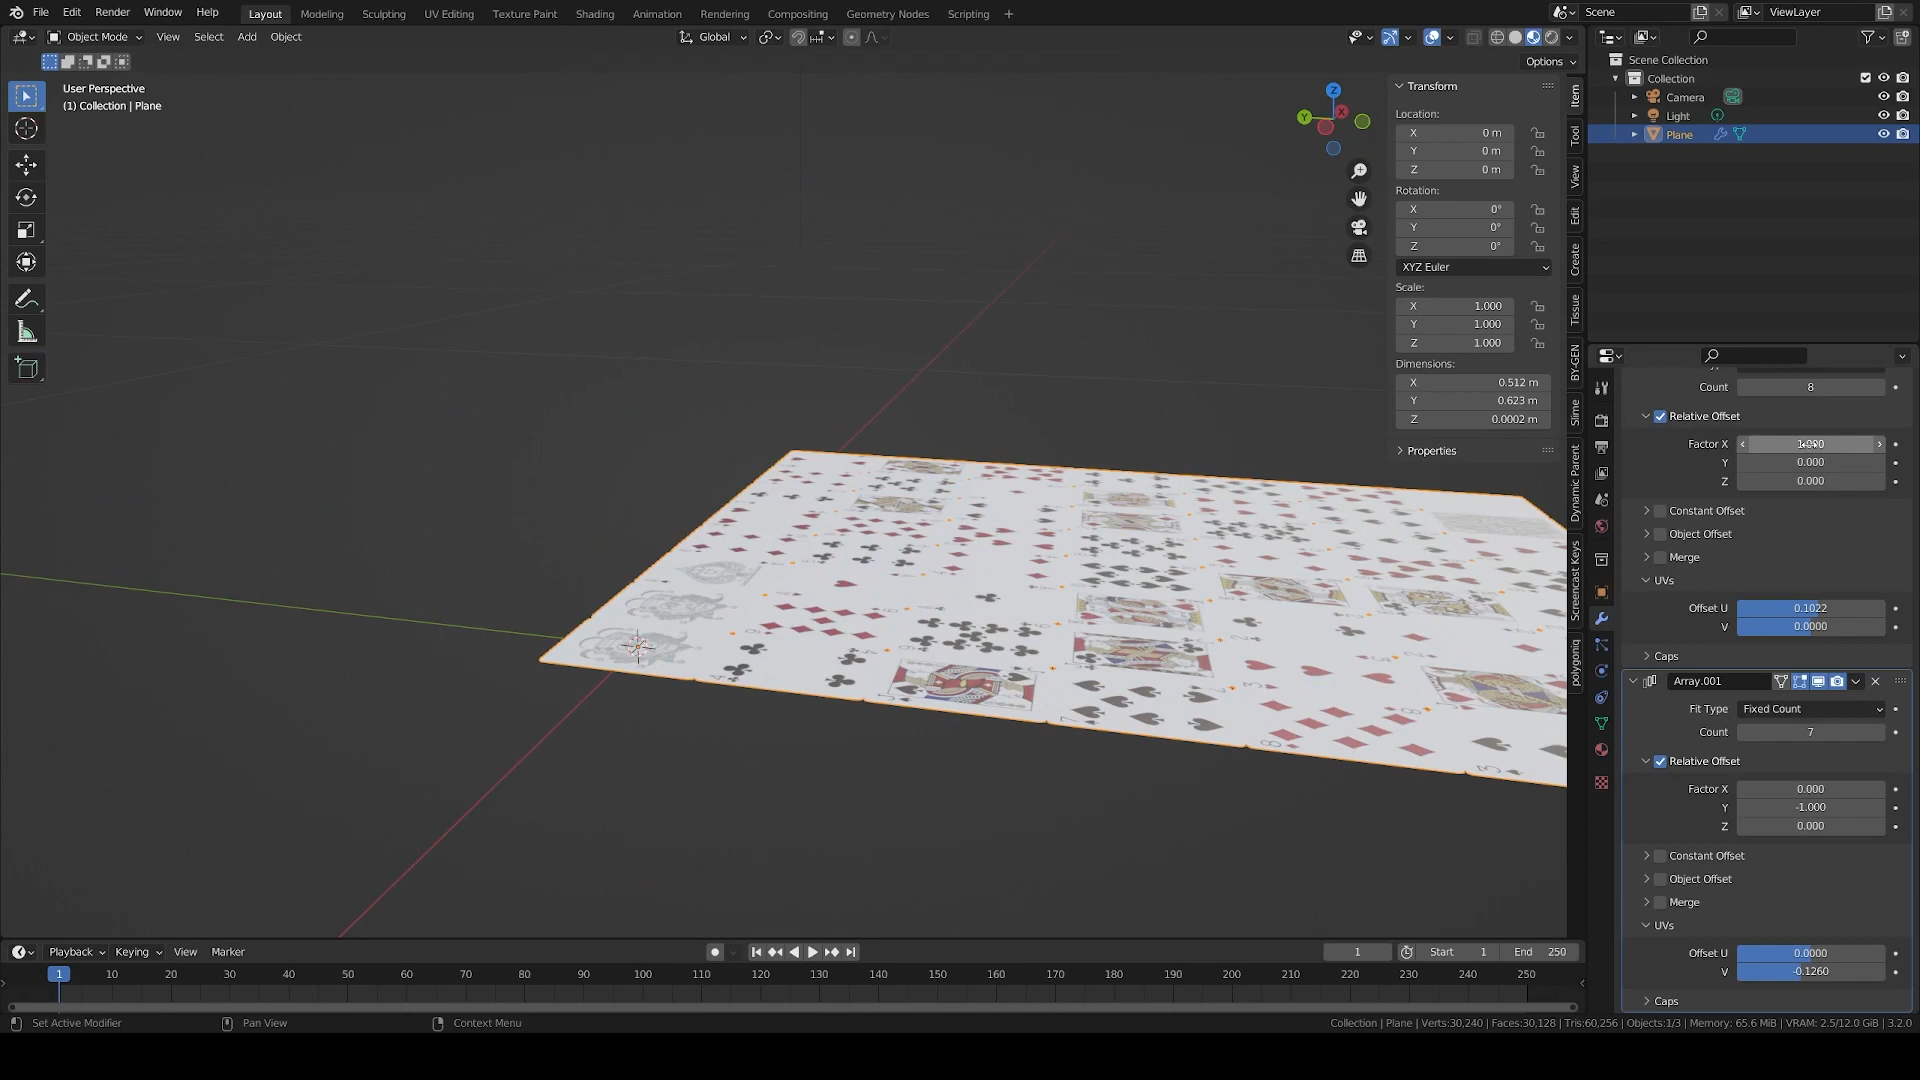 File Edit Render Window Help Layout Modeling Sculpting UV Editing Texture Paint Shading Animation Rendering Compositing Geometry Nodes Scripting +
Scene
ViewLayer
Object Mode View Select Add Object
Global
Options
User Perspective
(1) Collection | Plane
Z
Y
X
Transform
Location:
X 0 m
Y 0 m
Z 0 m
Rotation:
X 0°
Y 0°
Z 0°
XYZ Euler
Scale:
X 1.000
Y 1.000
Z 1.000
Dimensions:
X 0.512 m
Y 0.623 m
Z 0.0002 m
Properties
Item
Tool
View
Edit
Create
Tissue
BY-GEN
Slime
Dynamic Parent
Screencast Keys
polygoniq
Scene Collection
Collection
Camera
Light
Plane
Count 8
Relative Offset
Factor X 1.000
Y 0.000
Z 0.000
Constant Offset
Object Offset
Merge
UVs
Offset U 0.1022
V 0.0000
Caps
Array.001
Fit Type Fixed Count
Count 7
Relative Offset
Factor X 0.000
Y -1.000
Z 0.000
Constant Offset
Object Offset
Merge
UVs
Offset U 0.0000
V -0.1260
Caps
Playback Keying View Marker
1 Start 1 End 250
1 10 20 30 40 50 60 70 80 90 100 110 120 130 140 150 160 170 180 190 200 210 220 230 240 250
Set Active Modifier Pan View Context Menu
Collection | Plane | Verts:30,240 | Faces:30,128 | Tris:60,256 | Objects:1/3 | Memory: 65.6 MiB | VRAM: 2.5/12.0 GiB | 3.2.0